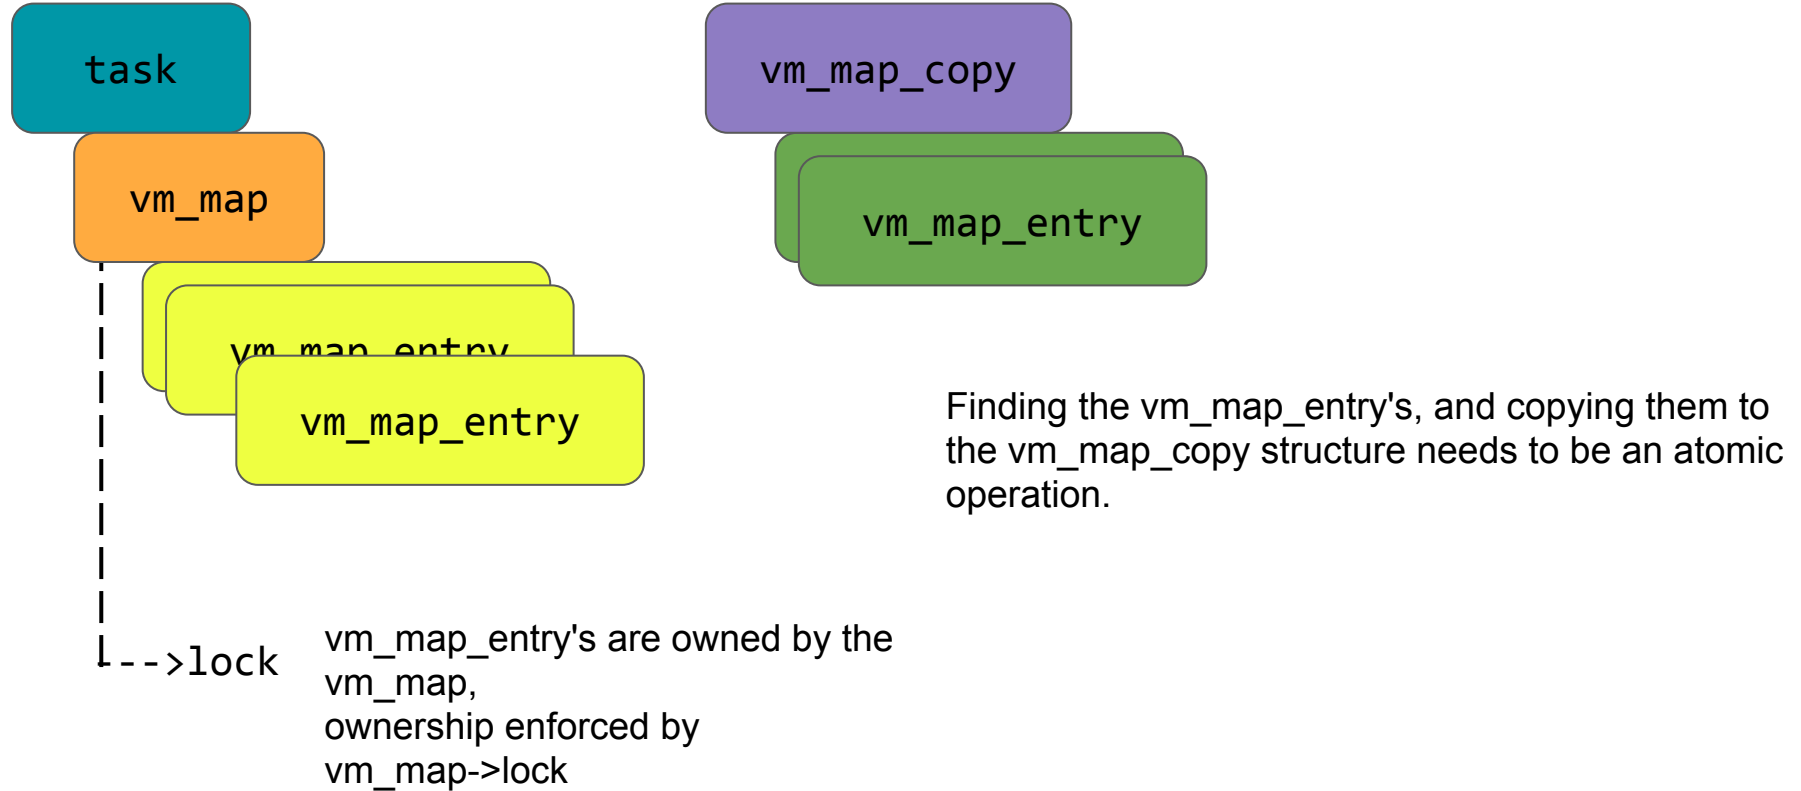 task
vm_map_copy
vm_map
vm_map_entry
vm_map_entry
vm_map_entry
Finding the vm_map_entry's, and copying them to
the vm_map_copy structure needs to be an atomic
operation.
--->lock
vm_map_entry's are owned by the
vm_map,
ownership enforced by
vm_map->lock